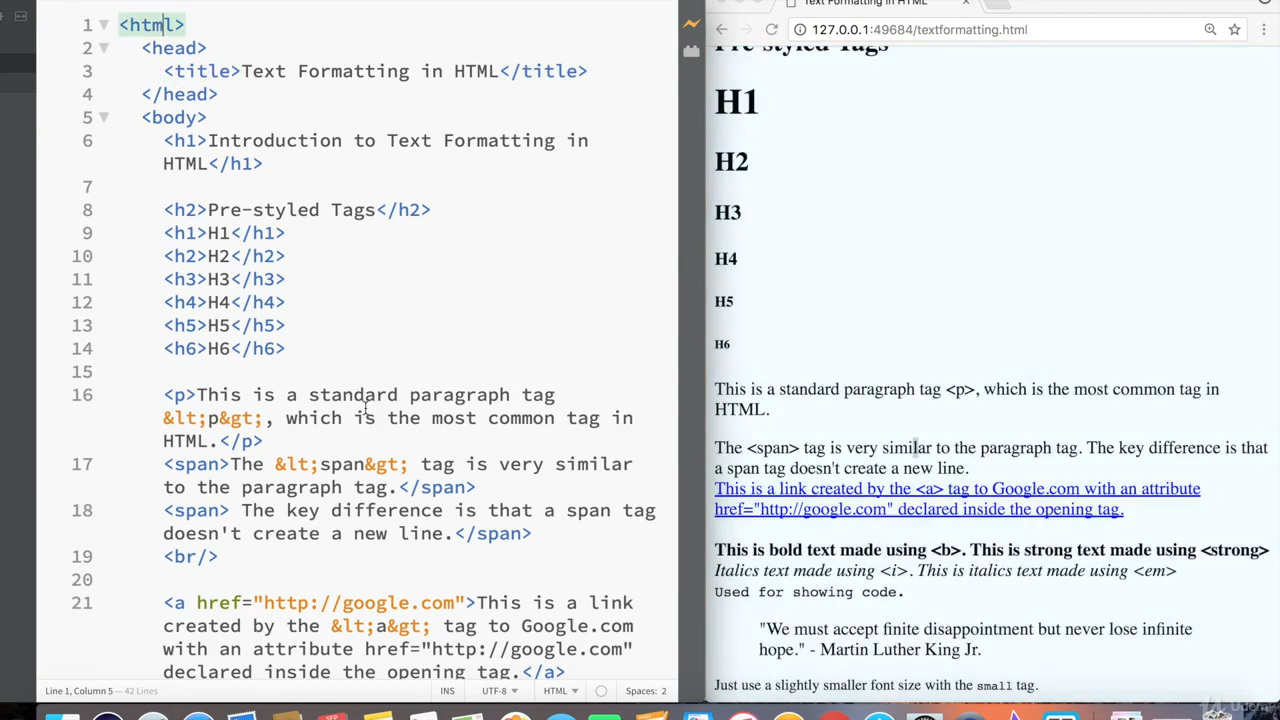 1 <html>
2 <head>
3 <title>Text Formatting in HTML</title>
4 </head>
5 <body>
6 <h1>Introduction to Text Formatting in
HTML</h1>
7
8 <h2>Pre-styled Tags</h2>
9 <h1>H1</h1>
10 <h2>H2</h2>
11 <h3>H3</h3>
12 <h4>H4</h4>
13 <h5>H5</h5>
14 <h6>H6</h6>
15
16 <p>This is a standard paragraph tag
&lt;p&gt;, which is the most common tag in
HTML.</p>
17 <span>The &lt;span&gt; tag is very similar
to the paragraph tag.</span>
18 <span> The key difference is that a span tag
doesn't create a new line.</span>
19 <br/>
20
21 <a href="http://google.com">This is a link
created by the &lt;a&gt; tag to Google.com
with an attribute href="http://google.com"
declared inside the opening tag.</a>
Line 1, Column 5 — 42 Lines
INS
UTF-8
HTML
Spaces: 2
Text Formatting in HTML
127.0.0.1:49684/textformatting.html
Pre-styled Tags
H1
H2
H3
H4
H5
H6
This is a standard paragraph tag <p>, which is the most common tag in
HTML.
The <span> tag is very similar to the paragraph tag. The key difference is that
a span tag doesn't create a new line.
This is a link created by the <a> tag to Google.com with an attribute
href="http://google.com" declared inside the opening tag.
This is bold text made using <b>. This is strong text made using <strong>
Italics text made using <i>. This is italics text made using <em>
Used for showing code.
"We must accept finite disappointment but never lose infinite
hope." - Martin Luther King Jr.
Just use a slightly smaller font size with the small tag.
Udemy